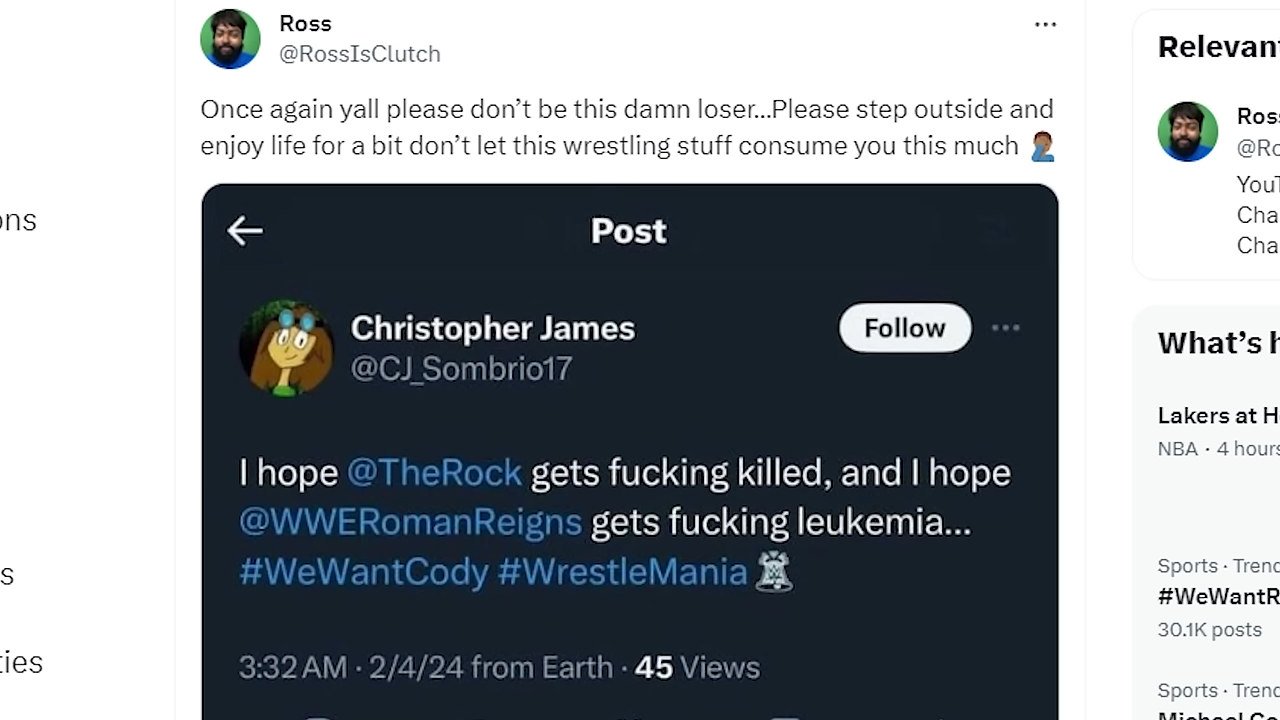 Ross
@RossIsClutch
Once again yall please don’t be this damn loser...Please step outside and
enjoy life for a bit don’t let this wrestling stuff consume you this much
Post
Christopher James
@CJ_Sombrio17
Follow
I hope @TheRock gets fucking killed, and I hope
@WWERomanReigns gets fucking leukemia...
#WeWantCody #WrestleMania
3:32 AM · 2/4/24 from Earth · 45 Views
ons
s
ties
Relevant
Ross
@Ro
YouT
Cha
Cha
What’s h
Lakers at H
NBA · 4 hours
Sports · Trend
#WeWantR
30.1K posts
Sports · Trend